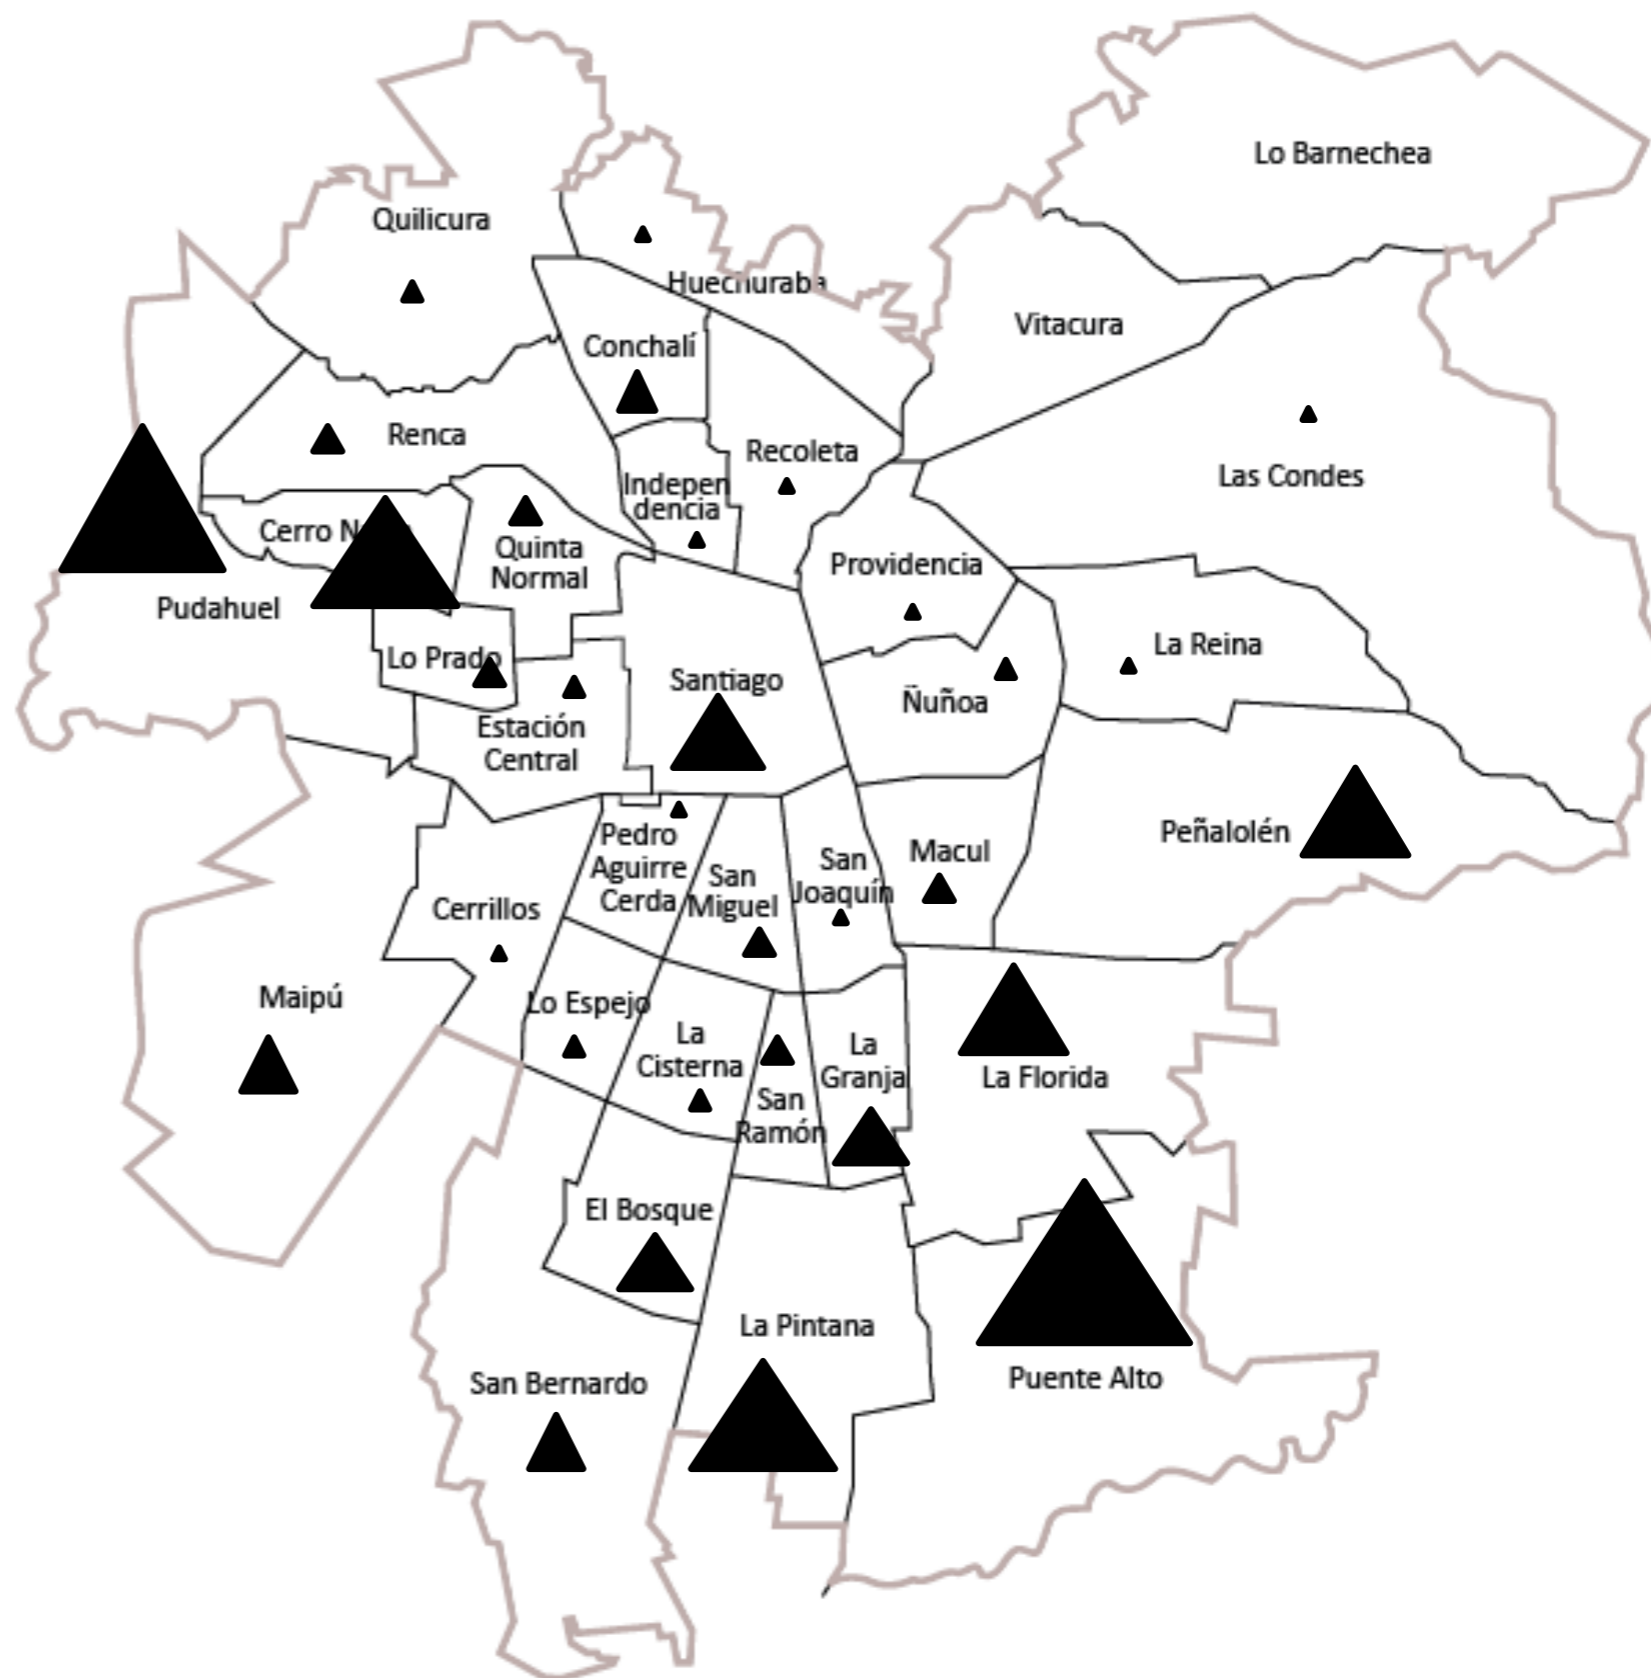 Lo Barnechea
Quilicura
Huechuraba
Vitacura
Conchalí
Renca
Recoleta
Las Condes
Indepen
dencia
Cerro N
Quinta
Normal
Providencia
Pudahuel
La Reina
Lo Prado
Santiago
Ñuñoa
Estación
Central
Peñalolén
Pedro
Aguirre
Cerda
San
Miguel
San
Joaquín
Macul
Cerrillos
Maipú
Lo Espejo
La
Cisterna
La
Granja
San
Ramón
La Florida
El Bosque
La Pintana
San Bernardo
Puente Alto